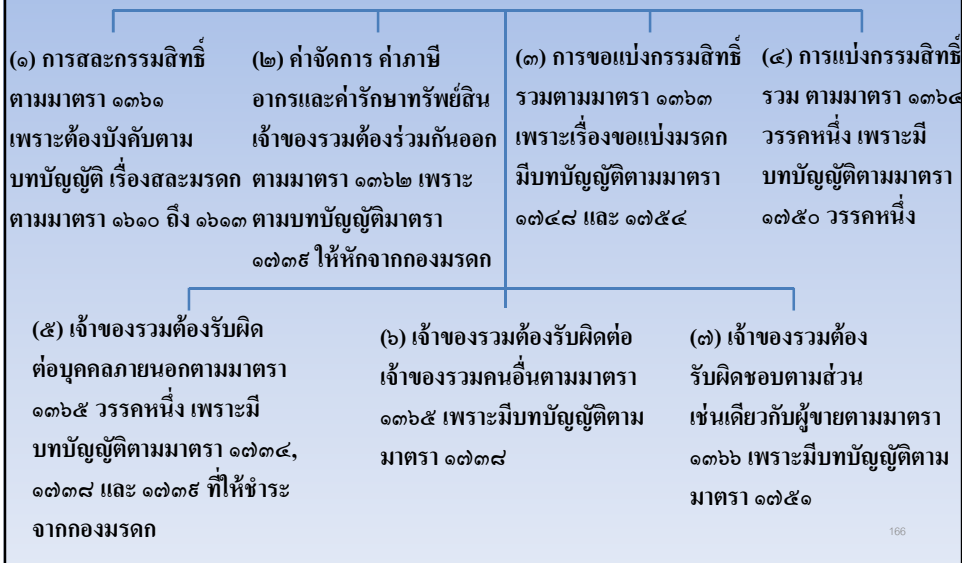 (๑) การสละกรรมสิทธิ์
ตามมาตรา ๑๓๖๑
เพราะต้องบังคับตาม
บทบัญญัติ เรื่องสละมรดก
ตามมาตรา ๑๖๑๐ ถึง ๑๖๑๓
(๒) ค่าจัดการ ค่าภาษี
อากรและค่ารักษาทรัพย์สิน
เจ้าของรวมต้องร่วมกันออก
ตามมาตรา ๑๓๖๒ เพราะ
ตามบทบัญญัติมาตรา
๑๗๓๙ ให้หักจากกองมรดก
(๓) การขอแบ่งกรรมสิทธิ์
รวมตามมาตรา ๑๓๖๓
เพราะเรื่องขอแบ่งมรดก
มีบทบัญญัติตามมาตรา
๑๗๔๘ และ ๑๗๕๔
(๔) การแบ่งกรรมสิทธิ์
รวม ตามมาตรา ๑๓๖๔
วรรคหนึ่ง เพราะมี
บทบัญญัติตามมาตรา
๑๗๕๐ วรรคหนึ่ง
(๕) เจ้าของรวมต้องรับผิด
ต่อบุคคลภายนอกตามมาตรา
๑๓๖๕ วรรคหนึ่ง เพราะมี
บทบัญญัติตามมาตรา ๑๗๓๔,
๑๗๓๘ และ ๑๗๓๙ ที่ให้ชำระ
จากกองมรดก
(๖) เจ้าของรวมต้องรับผิดต่อ
เจ้าของรวมคนอื่นตามมาตรา
๑๓๖๕ เพราะมีบทบัญญัติตาม
มาตรา ๑๗๓๘
(๗) เจ้าของรวมต้อง
รับผิดชอบตามส่วน
เช่นเดียวกับผู้ขายตามมาตรา
๑๓๖๖ เพราะมีบทบัญญัติตาม
มาตรา ๑๗๕๑
166